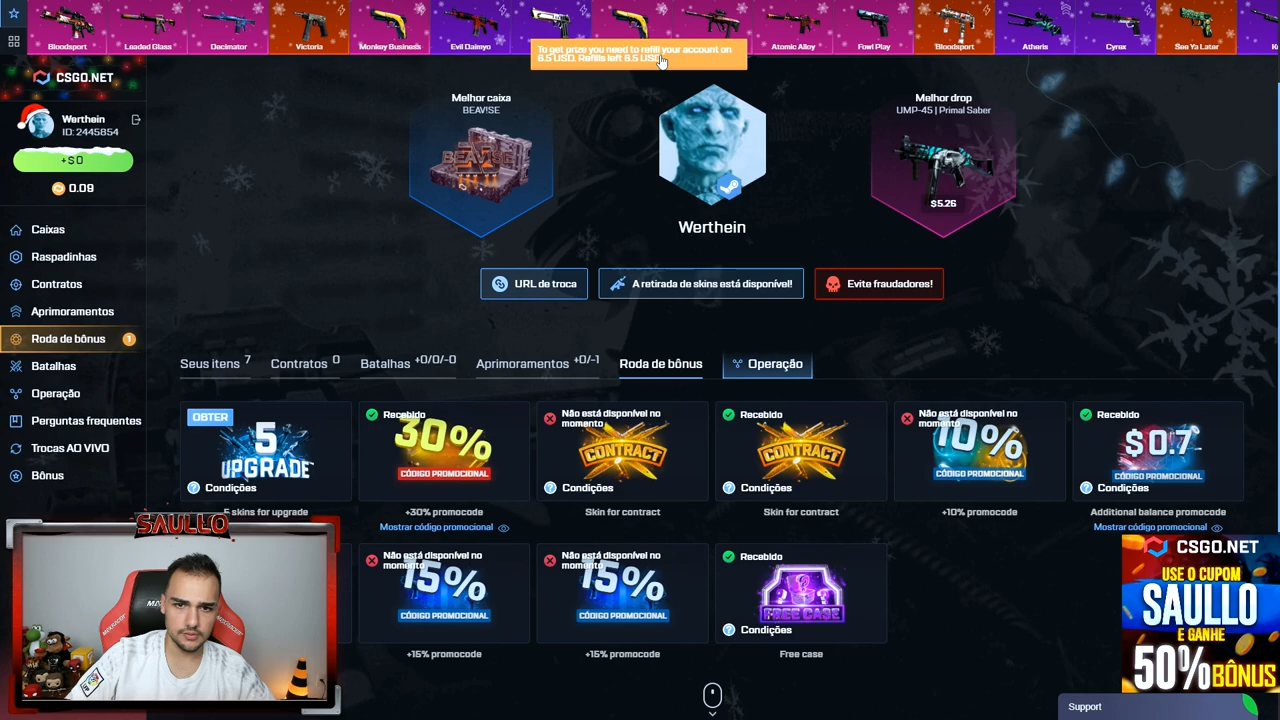 Bloodsport
Loaded Glass
Decimator
Victoria
Monkey Business
Evil Daimyo
Atomic Alloy
Fowl Play
Bloodsport
Atheris
Cyrex
See Ya Later
To get prize you need to refill your account on
6.5 USD. Refills left 6.5 USD
CSGO.NET
Werthein
ID: 2445854
+$0
0.09
Caixas
Raspadinhas
Contratos
Aprimoramentos
Roda de bônus 1
Batalhas
Operação
Perguntas frequentes
Trocas AO VIVO
Bônus
Melhor caixa
BEAV!SE
BEAVISE
Werthein
Melhor drop
UMP-45 | Primal Saber
$5.26
URL de troca
A retirada de skins está disponível!
Evite fraudadores!
Seus itens 7
Contratos 0
Batalhas +0/0/-0
Aprimoramentos +0/-1
Roda de bônus
Operação
OBTER
5
UPGRADE
Condições
5 skins for upgrade
Recebido
30%
CÓDIGO PROMOCIONAL
+30% promocode
Mostrar código promocional
Não está disponível no
momento
CONTRACT
Condições
Skin for contract
Recebido
CONTRACT
Condições
Skin for contract
Não está disponível no
momento
10%
CÓDIGO PROMOCIONAL
+10% promocode
Recebido
$0.7
CÓDIGO PROMOCIONAL
Condições
Additional balance promocode
Mostrar código promocional
Não está disponível no
momento
15%
CÓDIGO PROMOCIONAL
+15% promocode
Não está disponível no
momento
15%
CÓDIGO PROMOCIONAL
+15% promocode
Recebido
FREE CASE
Condições
Free case
SAULLO
CSGO.NET
USE O CUPOM
SAULLO
E GANHE
50% BÔNUS
Support